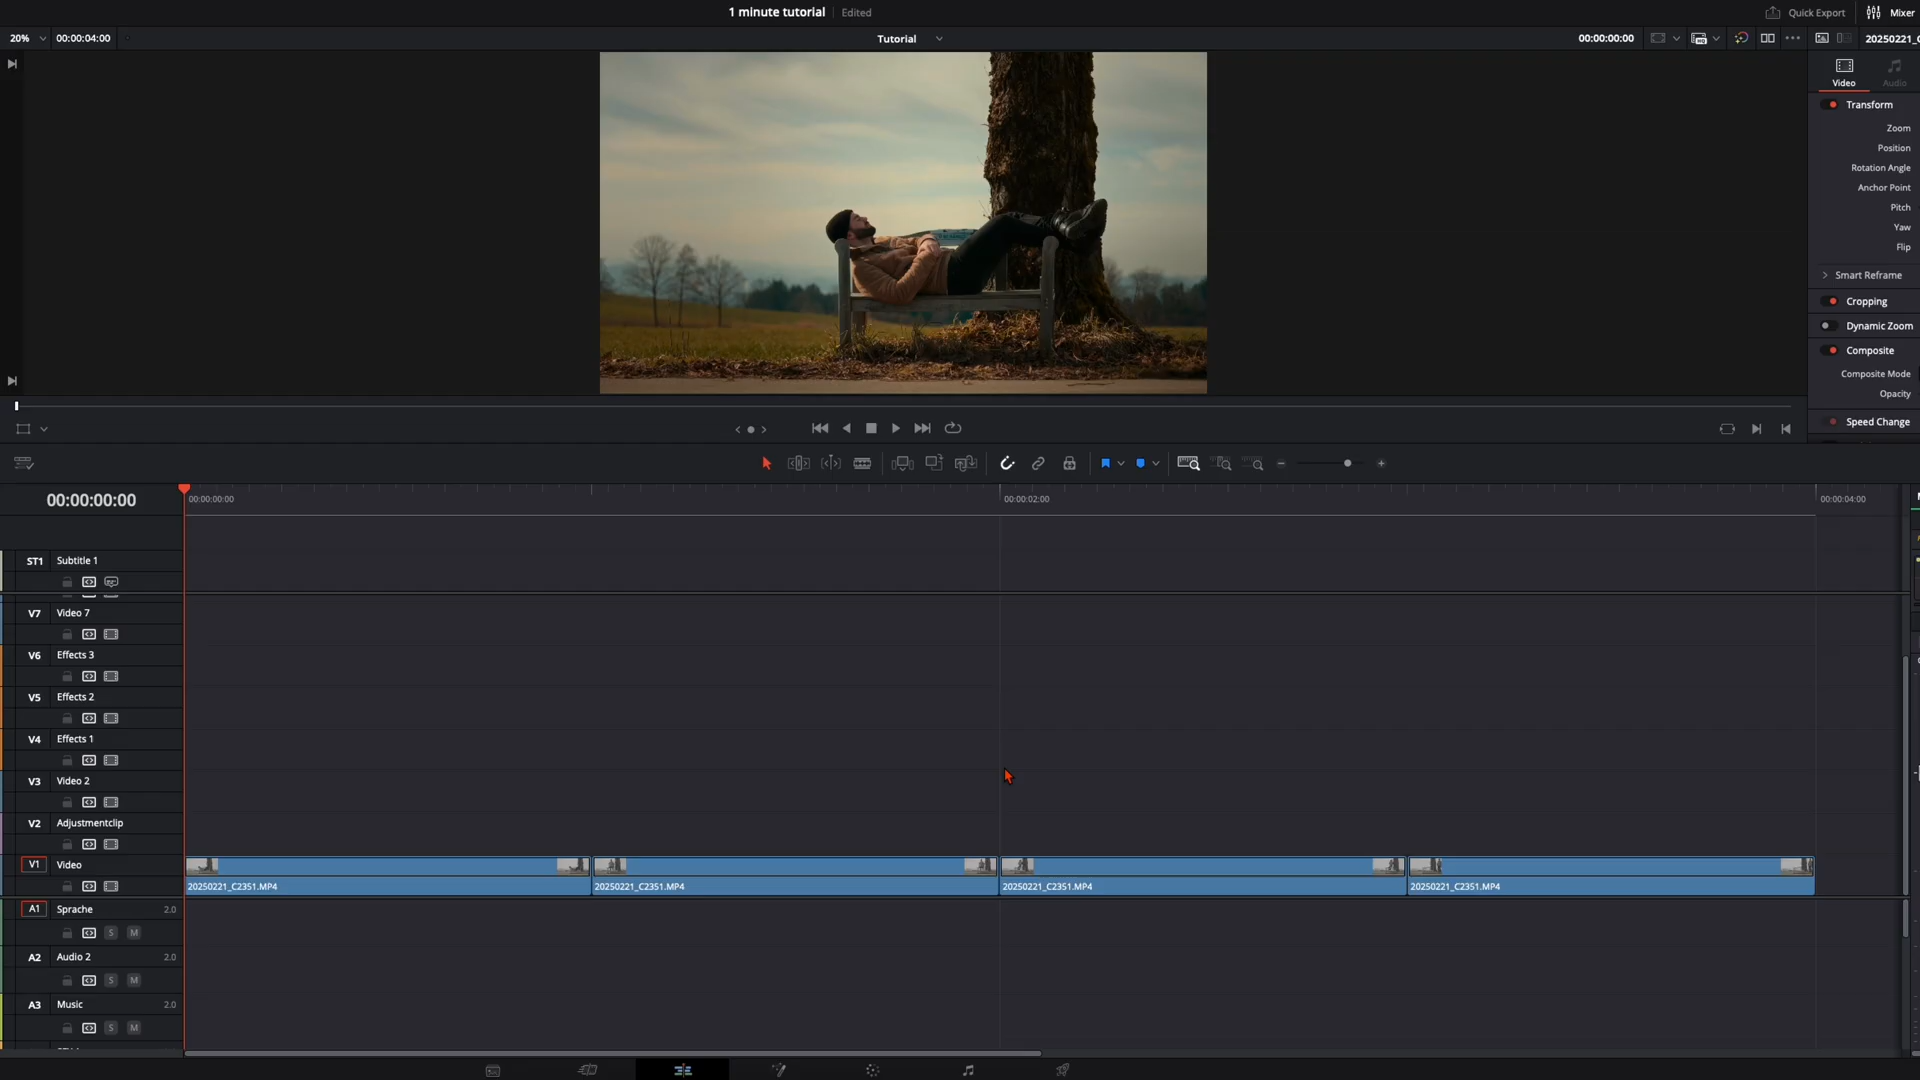 1 minute tutorial Edited
Quick Export Mixer
20% 00:00:04:00 Tutorial 00:00:00:00 20250221_
Video Audio
Transform
Zoom
Position
Rotation Angle
Anchor Point
Pitch
Yaw
Flip
Smart Reframe
Cropping
Dynamic Zoom
Composite
Composite Mode
Opacity
Speed Change
00:00:00:00 00:00:00:00 00:00:02:00 00:00:04:00
ST1 Subtitle 1
V7 Video 7
V6 Effects 3
V5 Effects 2
V4 Effects 1
V3 Video 2
V2 Adjustmentclip
V1 Video
20250221_C2351.MP4 20250221_C2351.MP4 20250221_C2351.MP4 20250221_C2351.MP4
A1 Sprache 2.0
S M
A2 Audio 2 2.0
S M
A3 Music 2.0
S M